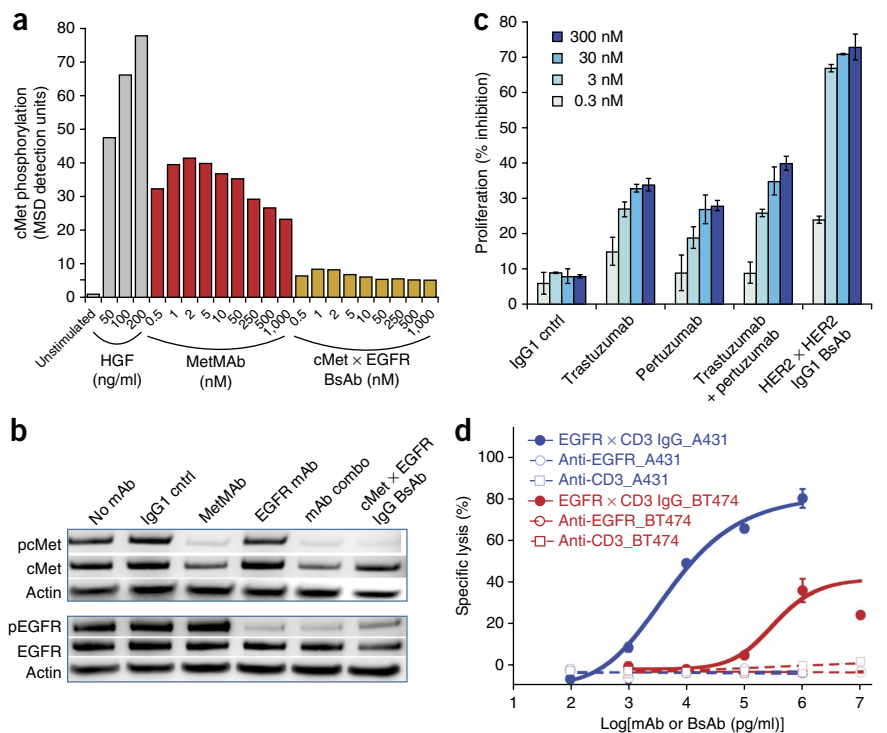 a
cMet phosphorylation
(MSD detection units)
80
70
60
50
40
30
20
10
5
0
Unstimulated
50
100
200
0.5
1
2
5
10
50
250
500
1,000
0.5
1
2
5
10
50
250
500
1,000
HGF
(ng/ml)
MetMAb
(nM)
cMet × EGFR
BsAb (nM)
c
Proliferation (% inhibition)
80
70
60
50
40
30
20
10
0
300 nM
30 nM
3 nM
0.3 nM
IgG1 cntrl
Trastuzumab
Pertuzumab
Trastuzumab
+ pertuzumab
HER2 × HER2
IgG1 BsAb
b
No mAb
IgG1 cntrl
MetMAb
EGFR mAb
mAb combo
cMet × EGFR
IgG BsAb
pcMet
cMet
Actin
pEGFR
EGFR
Actin
d
Specific lysis (%)
100
80
60
40
20
0
EGFR × CD3 IgG_A431
Anti-EGFR_A431
Anti-CD3_A431
EGFR × CD3 IgG_BT474
Anti-EGFR_BT474
Anti-CD3_BT474
1 2 3 4 5 6 7
Log[mAb or BsAb (pg/ml)]